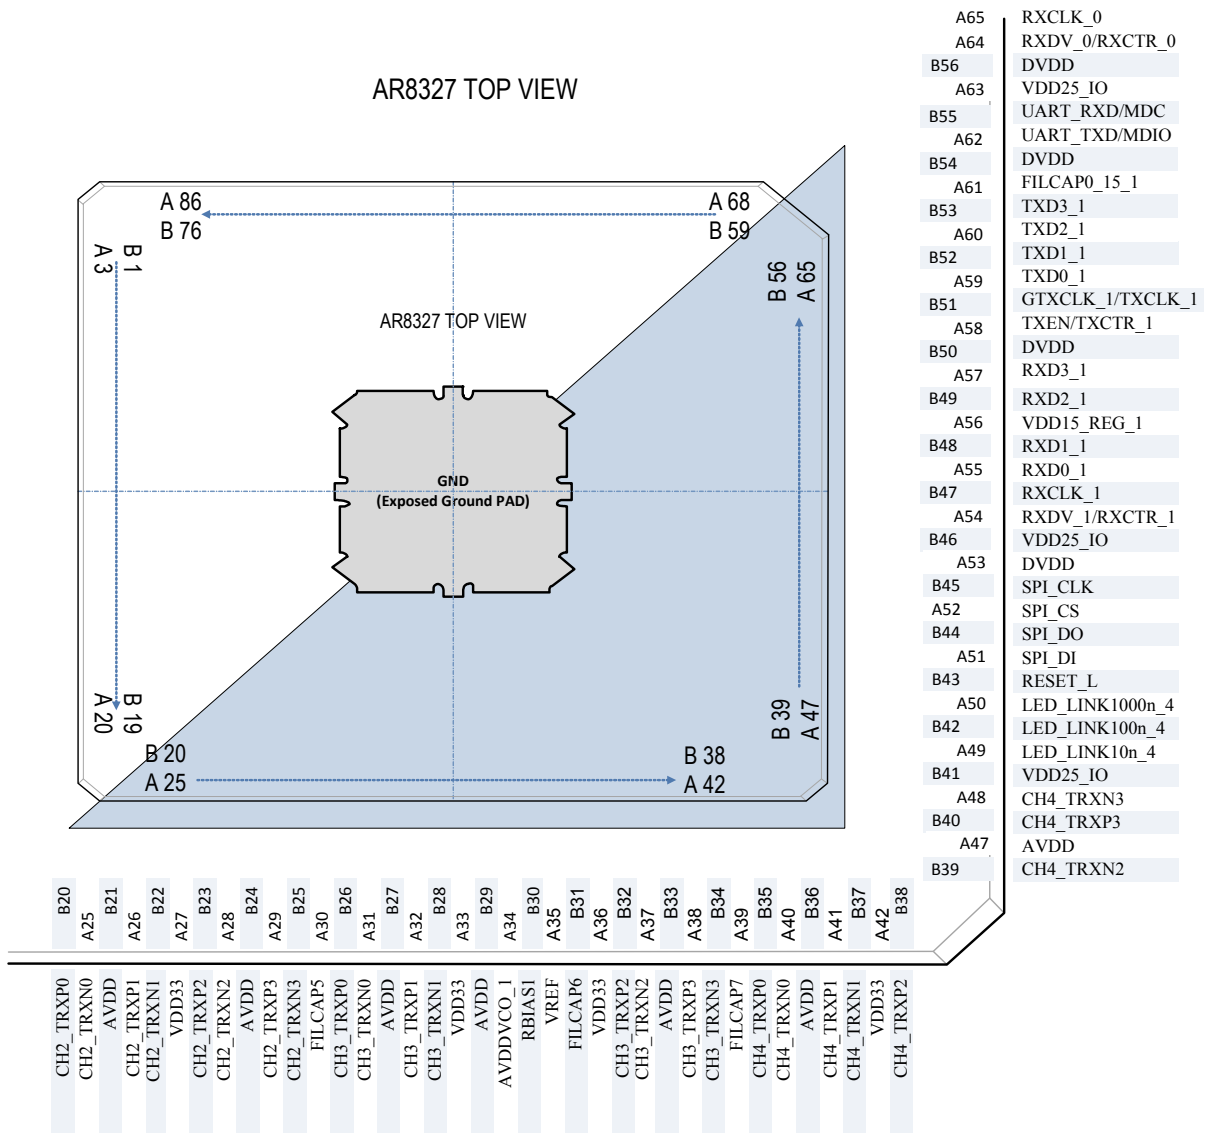 AR8327 TOP VIEW
A 86
A 68
B 76
B 59
B 1
A 3
B 56
A 65
AR8327 TOP VIEW
GND
(Exposed Ground PAD)
B 19
A 20
B 39
A 47
B 20
B 38
A 25
A 42
A65 RXCLK_0
A64 RXDV_0/RXCTR_0
B56 DVDD
A63 VDD25_IO
B55 UART_RXD/MDC
A62 UART_TXD/MDIO
B54 DVDD
A61 FILCAP0_15_1
B53 TXD3_1
A60 TXD2_1
B52 TXD1_1
A59 TXD0_1
B51 GTXCLK_1/TXCLK_1
A58 TXEN/TXCTR_1
B50 DVDD
A57 RXD3_1
B49 RXD2_1
A56 VDD15_REG_1
B48 RXD1_1
A55 RXD0_1
B47 RXCLK_1
A54 RXDV_1/RXCTR_1
B46 VDD25_IO
A53 DVDD
B45 SPI_CLK
A52 SPI_CS
B44 SPI_DO
A51 SPI_DI
B43 RESET_L
A50 LED_LINK1000n_4
B42 LED_LINK100n_4
A49 LED_LINK10n_4
B41 VDD25_IO
A48 CH4_TRXN3
B40 CH4_TRXP3
A47 AVDD
B39 CH4_TRXN2
B20 CH2_TRXP0
A25 CH2_TRXN0
B21 AVDD
A26 CH2_TRXP1
B22 CH2_TRXN1
A27 VDD33
B23 CH2_TRXP2
A28 CH2_TRXN2
B24 AVDD
A29 CH2_TRXP3
B25 CH2_TRXN3
A30 FILCAP5
B26 CH3_TRXP0
A31 CH3_TRXN0
B27 AVDD
A32 CH3_TRXP1
B28 CH3_TRXN1
A33 VDD33
B29 AVDD
A34 AVDDVCO_1
B30 RBIAS1
A35 VREF
B31 FILCAP6
A36 VDD33
B32 CH3_TRXP2
A37 CH3_TRXN2
B33 AVDD
A38 CH3_TRXP3
B34 CH3_TRXN3
A39 FILCAP7
B35 CH4_TRXP0
A40 CH4_TRXN0
B36 AVDD
A41 CH4_TRXP1
B37 CH4_TRXN1
A42 VDD33
B38 CH4_TRXP2